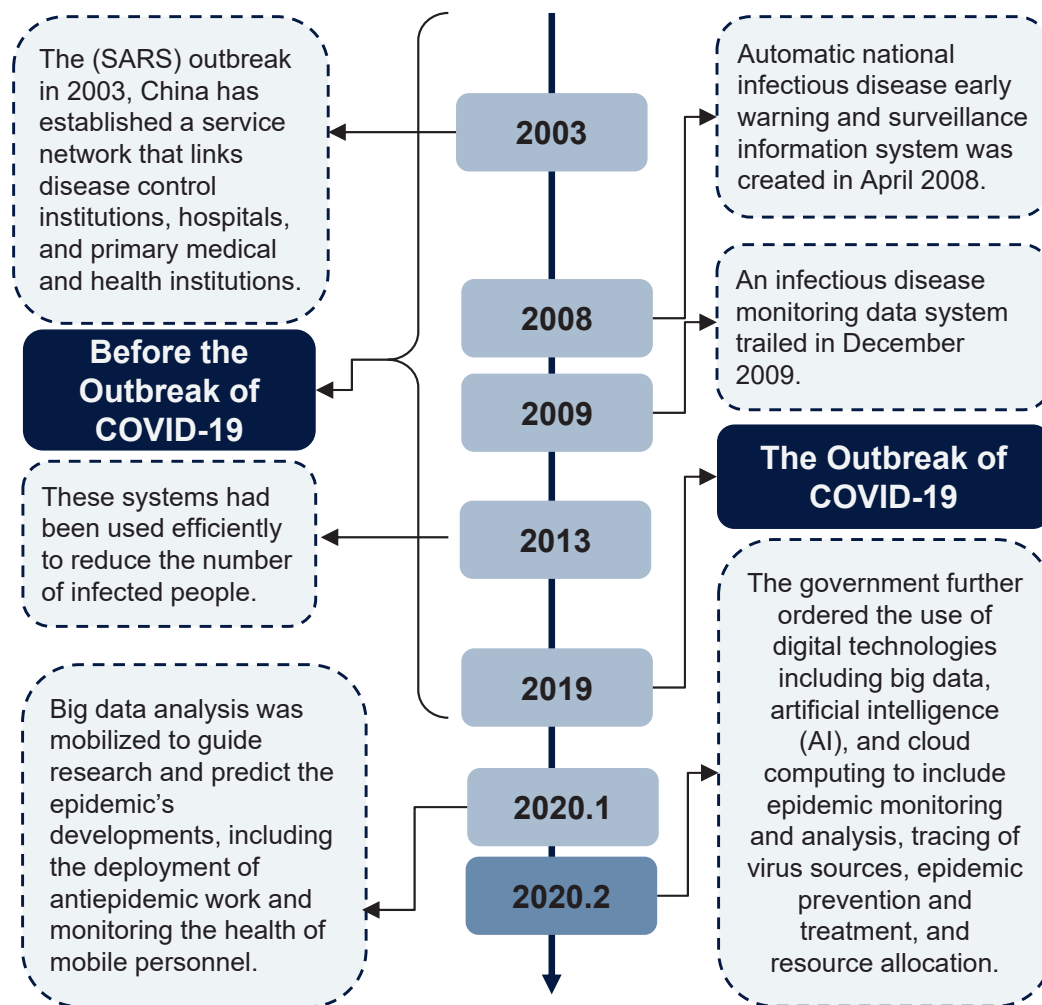 The (SARS) outbreak
in 2003, China has
established a service
network that links
disease control
institutions, hospitals,
and primary medical
and health institutions.
2003
Automatic national
infectious disease early
warning and surveillance
information system was
created in April 2008.
2008
An infectious disease
monitoring data system
trailed in December
2009.
Before the
Outbreak of
COVID-19
2009
The Outbreak of
COVID-19
These systems had
been used efficiently
to reduce the number
of infected people.
2013
2019
Big data analysis was
mobilized to guide
research and predict the
epidemic's
developments, including
the deployment of
antiepidemic work and
monitoring the health of
mobile personnel.
2020.1
2020.2
The government further
ordered the use of
digital technologies
including big data,
artificial intelligence
(AI), and cloud
computing to include
epidemic monitoring
and analysis, tracing of
virus sources, epidemic
prevention and
treatment, and
resource allocation.